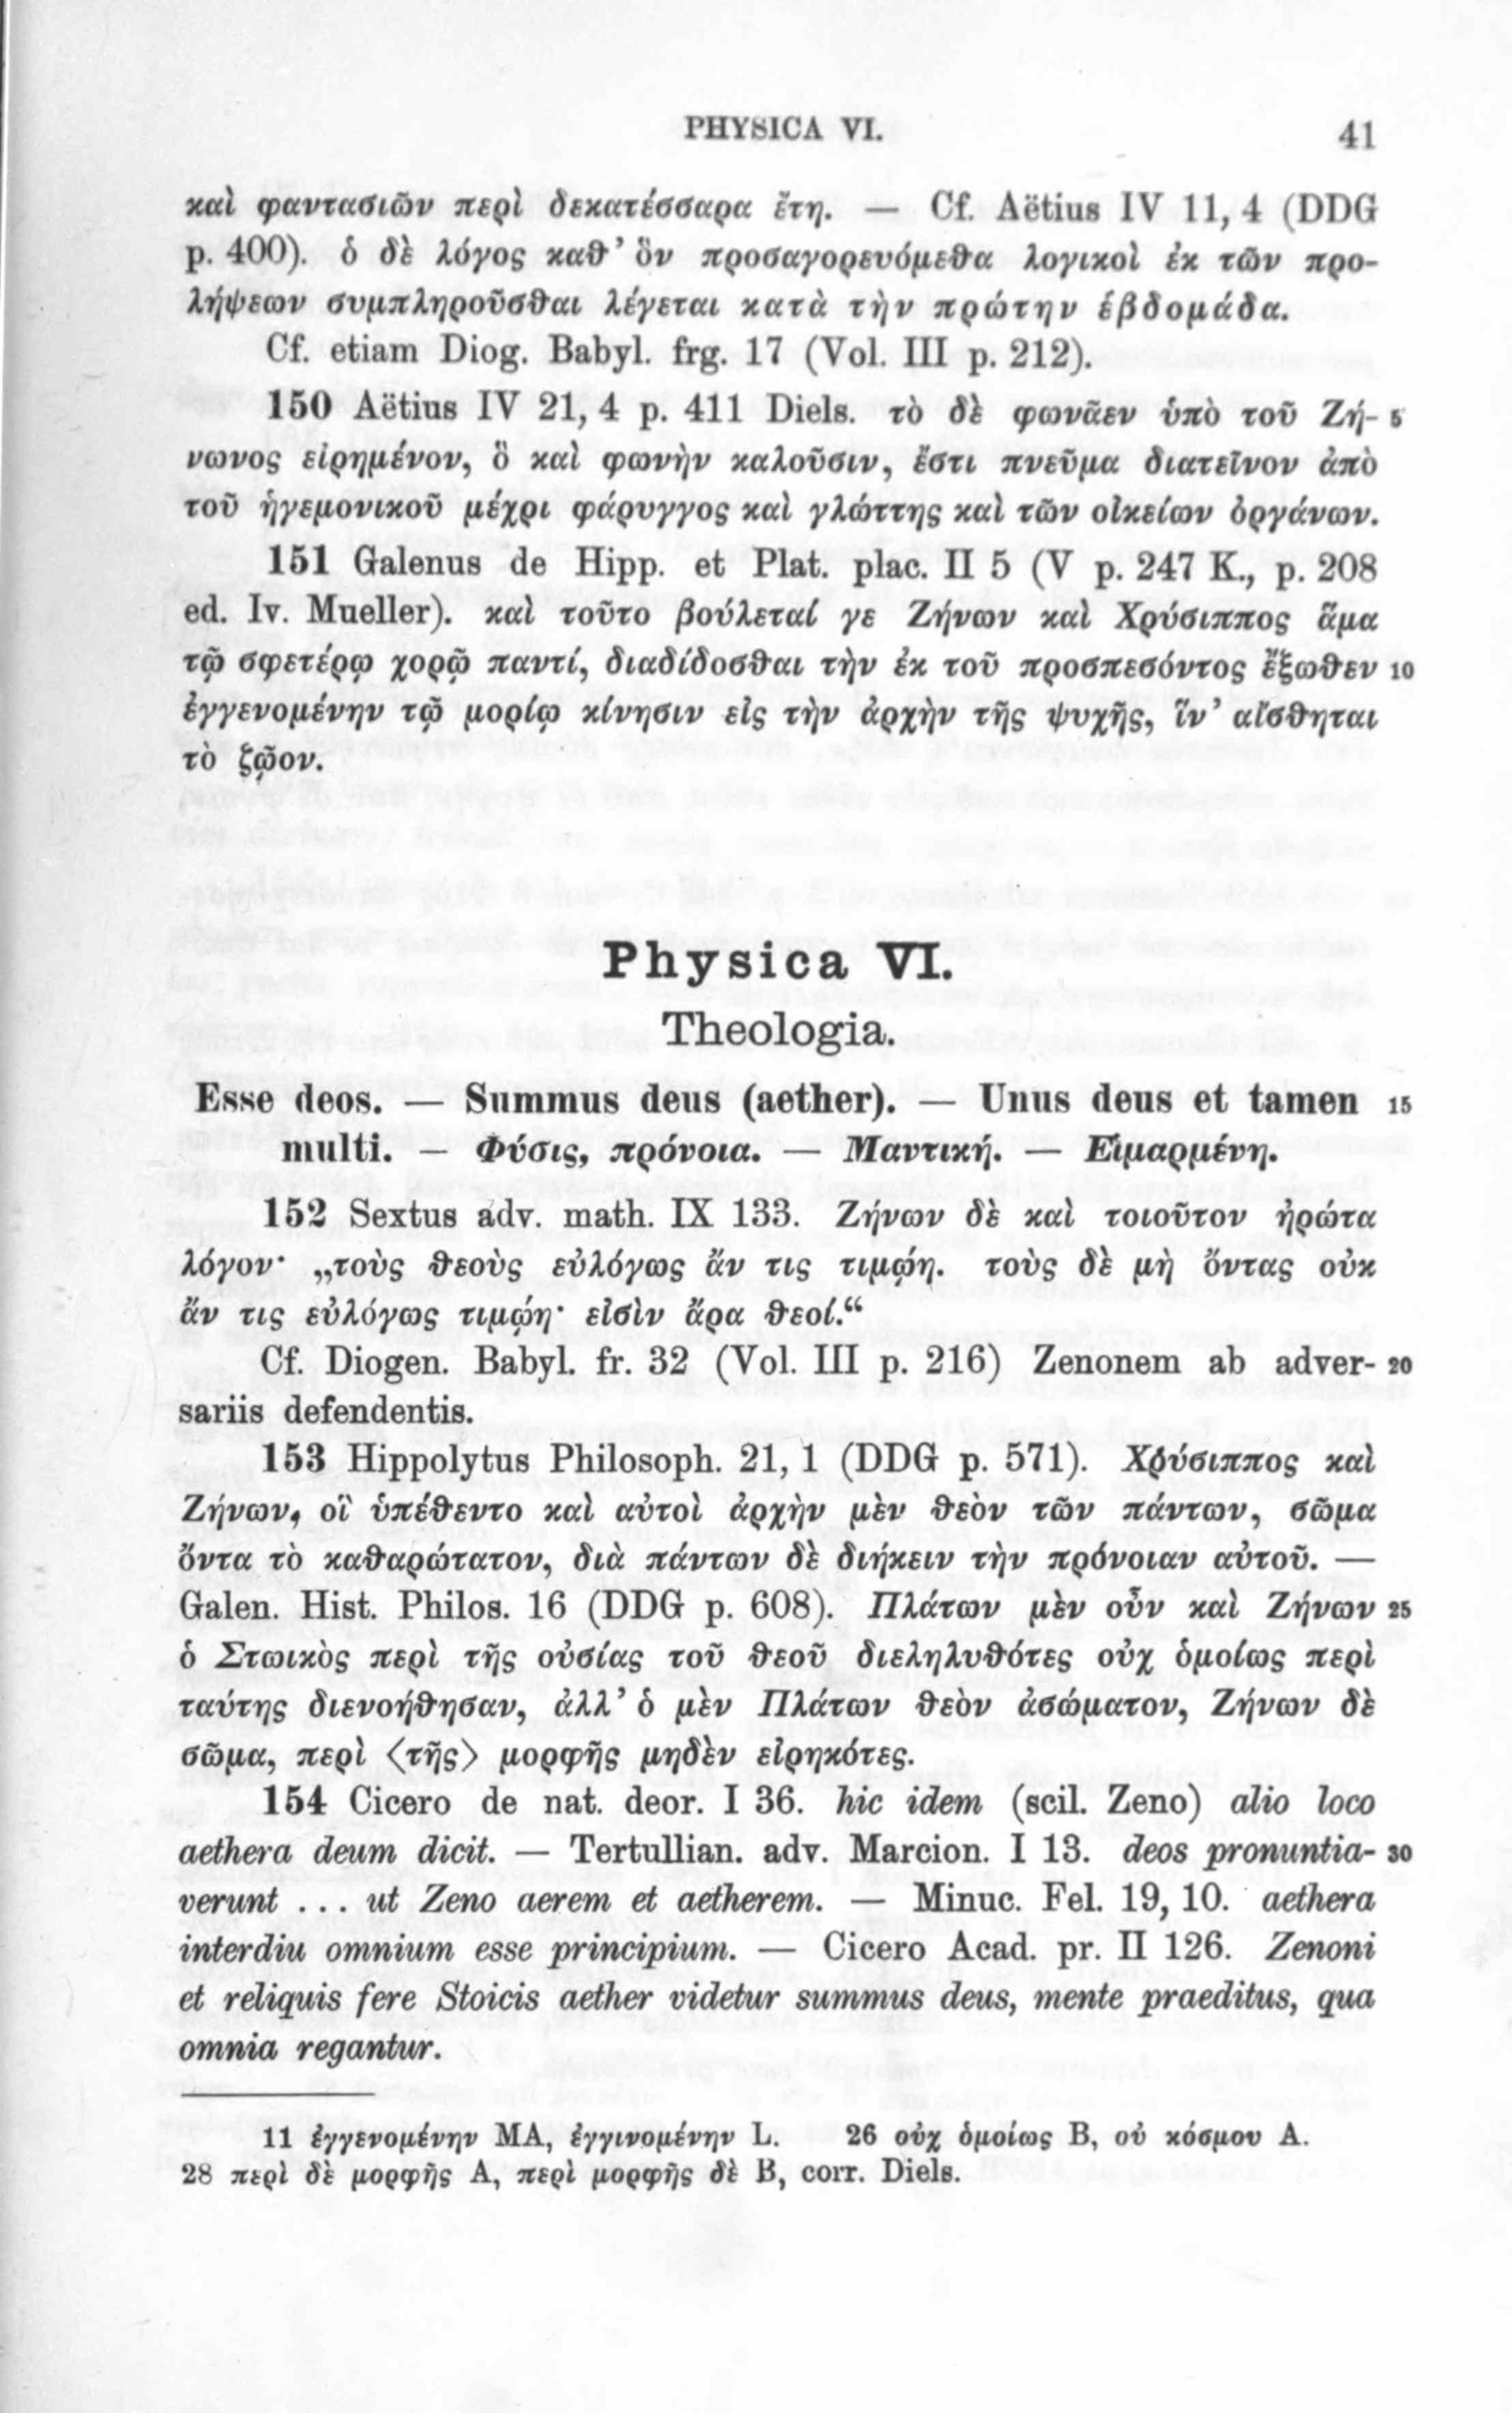 PHYSICA VI. 41
καὶ φαντασιῶν περὶ δεκατέσσαρα ἔτη. — Cf. Aëtius IV 11, 4 (DDG
p. 400). ὁ δὲ λόγος καθ’ ὃν προσαγορευόμεθα λογικοὶ ἐκ τῶν προ-
λήψεων συμπληροῦσθαι λέγεται κατὰ τὴν πρώτην ἑβδομάδα.
Cf. etiam Diog. Babyl. frg. 17 (Vol. III p. 212).
150 Aëtius IV 21, 4 p. 411 Diels. τὸ δὲ φωνᾶεν ὑπὸ τοῦ Ζή- 5
νωνος εἰρημένον, ὃ καὶ φωνὴν καλοῦσιν, ἔστι πνεῦμα διατεῖνον ἀπὸ
τοῦ ἡγεμονικοῦ μέχρι φάρυγγος καὶ γλώττης καὶ τῶν οἰκείων ὀργάνων.
151 Galenus de Hipp. et Plat. plac. II 5 (V p. 247 K., p. 208
ed. Iv. Mueller). καὶ τοῦτο βούλεταί γε Ζήνων καὶ Χρύσιππος ἅμα
τῷ σφετέρῳ χορῷ παντί, διαδίδοσθαι τὴν ἐκ τοῦ προσπεσόντος ἔξωθεν 10
ἐγγενομένην τῷ μορίῳ κίνησιν εἰς τὴν ἀρχὴν τῆς ψυχῆς, ἵν’ αἴσθηται
τὸ ζῷον.
Physica VI.
Theologia.
Esse deos. — Summus deus (aether). — Unus deus et tamen 15
multi. — Φύσις, πρόνοια. — Μαντική. — Εἱμαρμένη.
152 Sextus adv. math. IX 133. Ζήνων δὲ καὶ τοιοῦτον ἠρώτα
λόγον· „τοὺς θεοὺς εὐλόγως ἄν τις τιμῴη. τοὺς δὲ μὴ ὄντας οὐκ
ἄν τις εὐλόγως τιμῴη· εἰσὶν ἄρα θεοί.“
Cf. Diogen. Babyl. fr. 32 (Vol. III p. 216) Zenonem ab adver- 20
sariis defendentis.
153 Hippolytus Philosoph. 21, 1 (DDG p. 571). Χρύσιππος καὶ
Ζήνων, οἳ ὑπέθεντο καὶ αὐτοὶ ἀρχὴν μὲν θεὸν τῶν πάντων, σῶμα
ὄντα τὸ καθαρώτατον, διὰ πάντων δὲ διήκειν τὴν πρόνοιαν αὐτοῦ. —
Galen. Hist. Philos. 16 (DDG p. 608). Πλάτων μὲν οὖν καὶ Ζήνων 25
ὁ Στωικὸς περὶ τῆς οὐσίας τοῦ θεοῦ διεληλυθότες οὐχ ὁμοίως περὶ
ταύτης διενοήθησαν, ἀλλ’ ὁ μὲν Πλάτων θεὸν ἀσώματον, Ζήνων δὲ
σῶμα, περὶ ⟨τῆς⟩ μορφῆς μηδὲν εἰρηκότες.
154 Cicero de nat. deor. I 36. hic idem (scil. Zeno) alio loco
aethera deum dicit. — Tertullian. adv. Marcion. I 13. deos pronuntia- 30
verunt ... ut Zeno aerem et aetherem. — Minuc. Fel. 19, 10. aethera
interdiu omnium esse principium. — Cicero Acad. pr. II 126. Zenoni
et reliquis fere Stoicis aether videtur summus deus, mente praeditus, qua
omnia regantur.
11 ἐγγενομένην MA, ἐγγινομένην L. 26 οὐχ ὁμοίως B, οὐ κόσμου A.
28 περὶ δὲ μορφῆς A, περὶ μορφῆς δὲ B, corr. Diels.